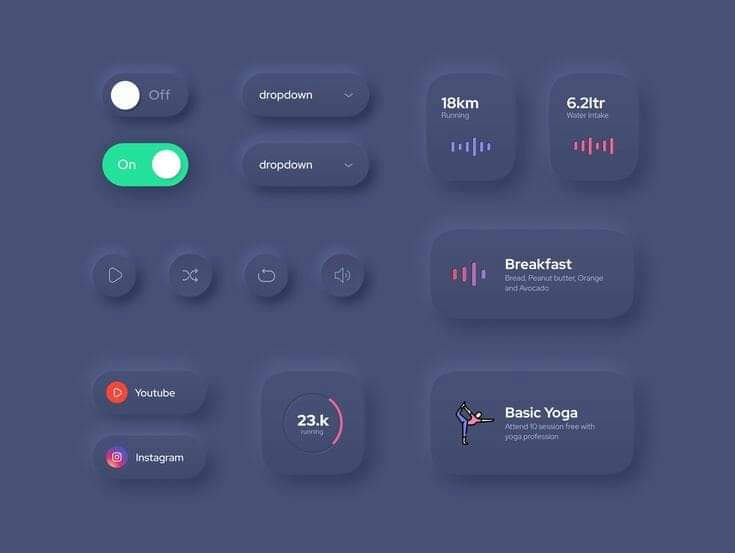 Off
dropdown
18km
Running
6.2ltr
Water Intake
On
dropdown
Breakfast
Bread, Peanut butter, Orange
and Avocado
Youtube
Instagram
23.k
running
Basic Yoga
Attend 10 session free with
yoga profession